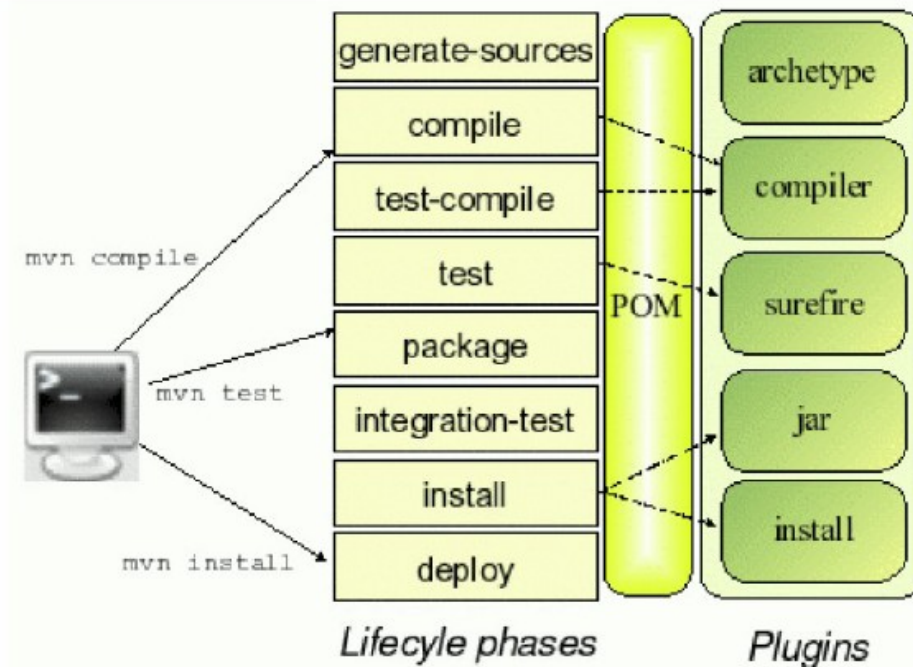 generate-sources
compile
test-compile
test
package
integration-test
install
deploy
Lifecyle phases
mvn compile
mvn test
mvn install
>_
POM
archetype
compiler
surefire
jar
install
Plugins